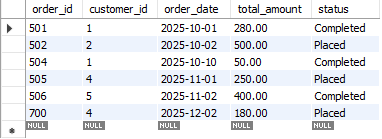 order_id customer_id order_date total_amount status
501 1 2025-10-01 280.00 Completed
502 2 2025-10-02 500.00 Placed
504 1 2025-10-10 50.00 Completed
505 4 2025-11-01 250.00 Placed
506 5 2025-11-02 400.00 Completed
700 4 2025-12-02 180.00 Placed
NULL NULL NULL NULL NULL